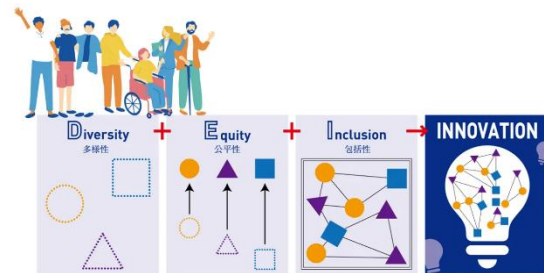 Diversity
多様性
+
Equity
公平性
+
Inclusion
包括性
INNOVATION